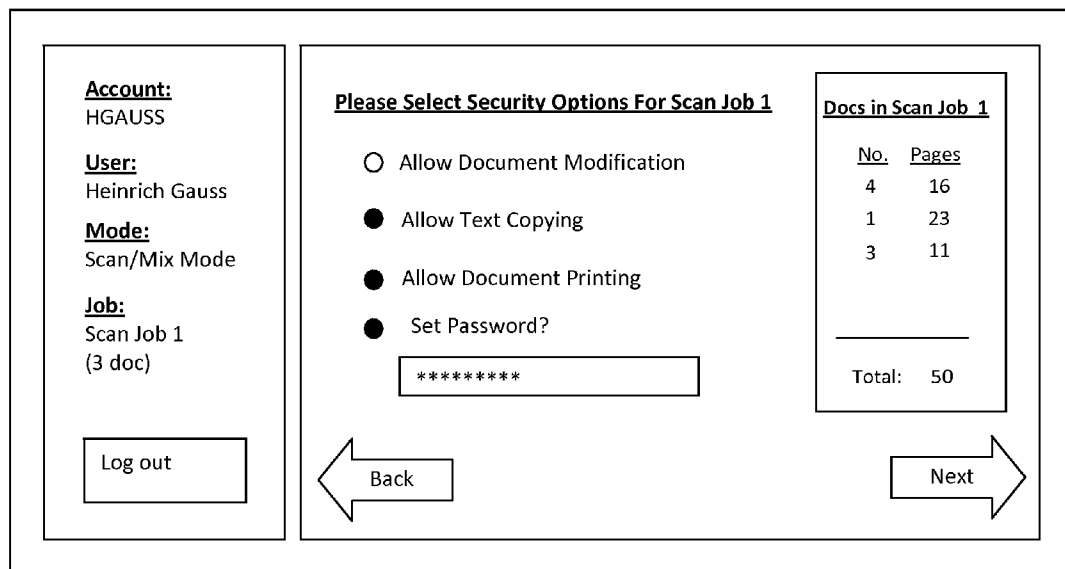 Account:
HGAUSS
User:
Heinrich Gauss
Mode:
Scan/Mix Mode
Job:
Scan Job 1
(3 doc)
Log out
Please Select Security Options For Scan Job 1
Allow Document Modification
Allow Text Copying
Allow Document Printing
Set Password?
*********
Back
Next
Docs in Scan Job 1
No. Pages
4 16
1 23
3 11
Total: 50